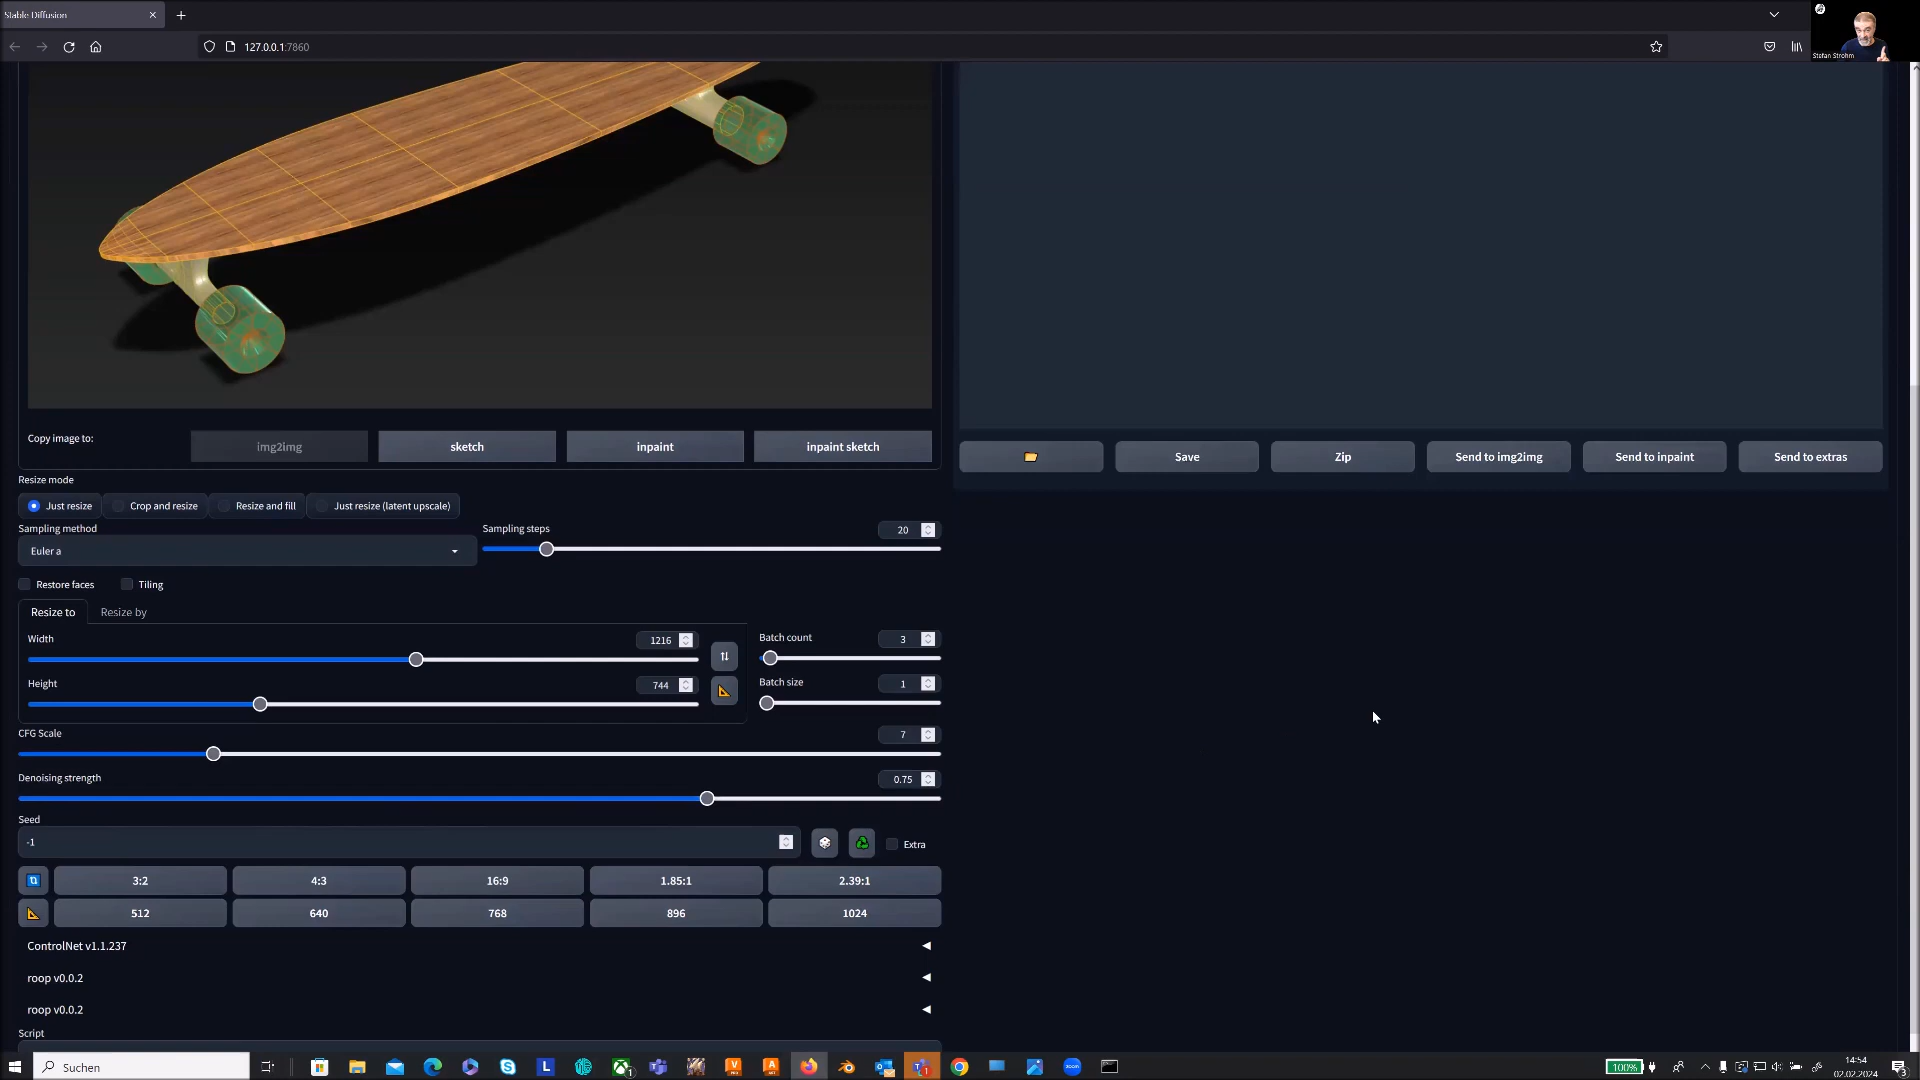 Stable Diffusion
127.0.0.1:7860
Stefan Strohm
Copy image to:
img2img
sketch
inpaint
inpaint sketch
Save
Zip
Send to img2img
Send to inpaint
Send to extras
Resize mode
Just resize
Crop and resize
Resize and fill
Just resize (latent upscale)
Sampling method
Sampling steps
20
Euler a
Restore faces
Tiling
Resize to
Resize by
Width
1216
Batch count
3
Height
744
Batch size
1
CFG Scale
7
Denoising strength
0.75
Seed
-1
Extra
3:2
4:3
16:9
1.85:1
2.39:1
512
640
768
896
1024
ControlNet v1.1.237
roop v0.0.2
roop v0.0.2
Script
Suchen
100%
14:54
02.02.2024